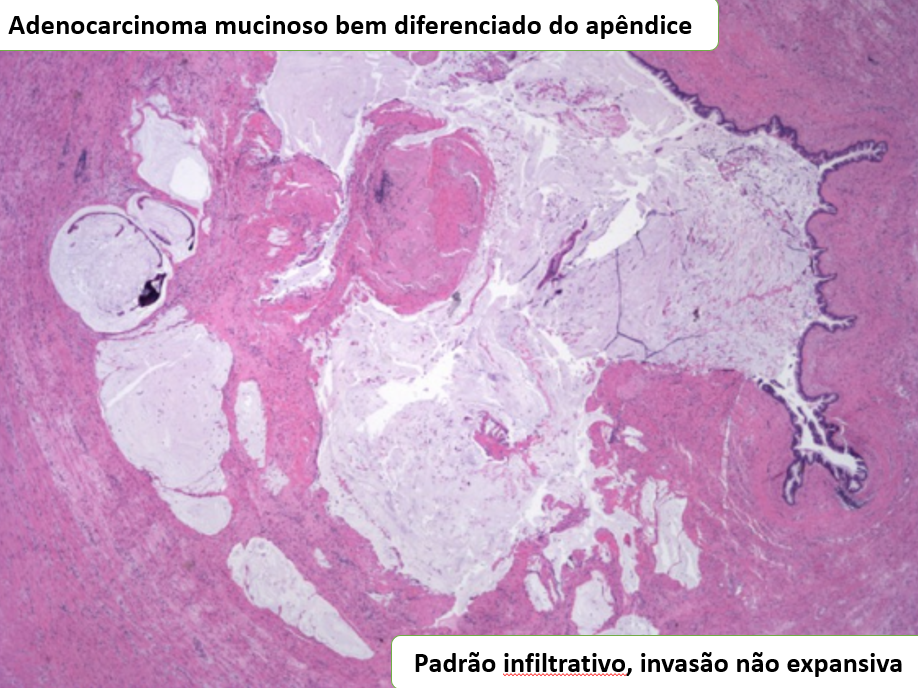 Adenocarcinoma mucinoso bem diferenciado do apêndice
Padrão infiltrativo, invasão não expansiva